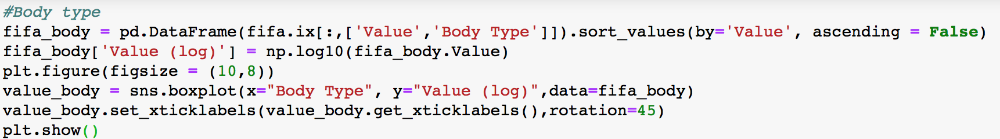 #Body type
fifa_body = pd.DataFrame(fifa.ix[:,['Value','Body Type']]).sort_values(by='Value', ascending = False)
fifa_body['Value (log)'] = np.log10(fifa_body.Value)
plt.figure(figsize = (10,8))
value_body = sns.boxplot(x="Body Type", y="Value (log)",data=fifa_body)
value_body.set_xticklabels(value_body.get_xticklabels(),rotation=45)
plt.show()